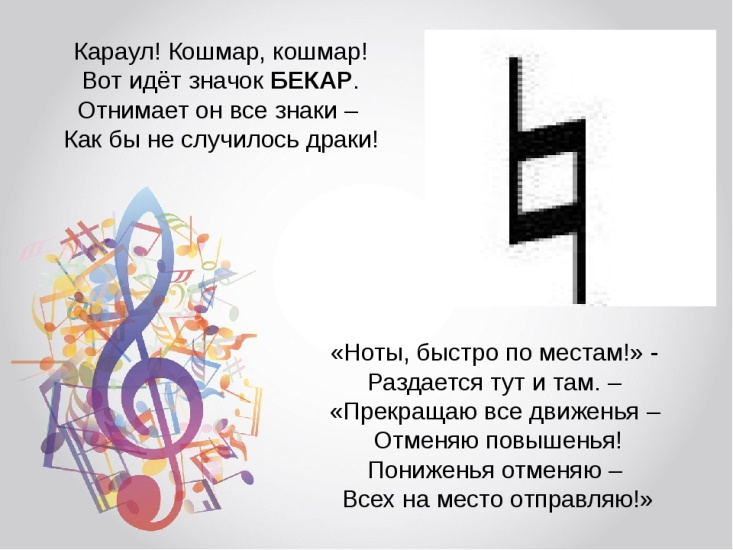 Караул! Кошмар, кошмар!
Вот идёт значок БЕКАР.
Отнимает он все знаки –
Как бы не случилось драки!
«Ноты, быстро по местам!» -
Раздается тут и там. –
«Прекращаю все движенья –
Отменяю повышенья!
Пониженья отменяю –
Всех на место отправляю!»